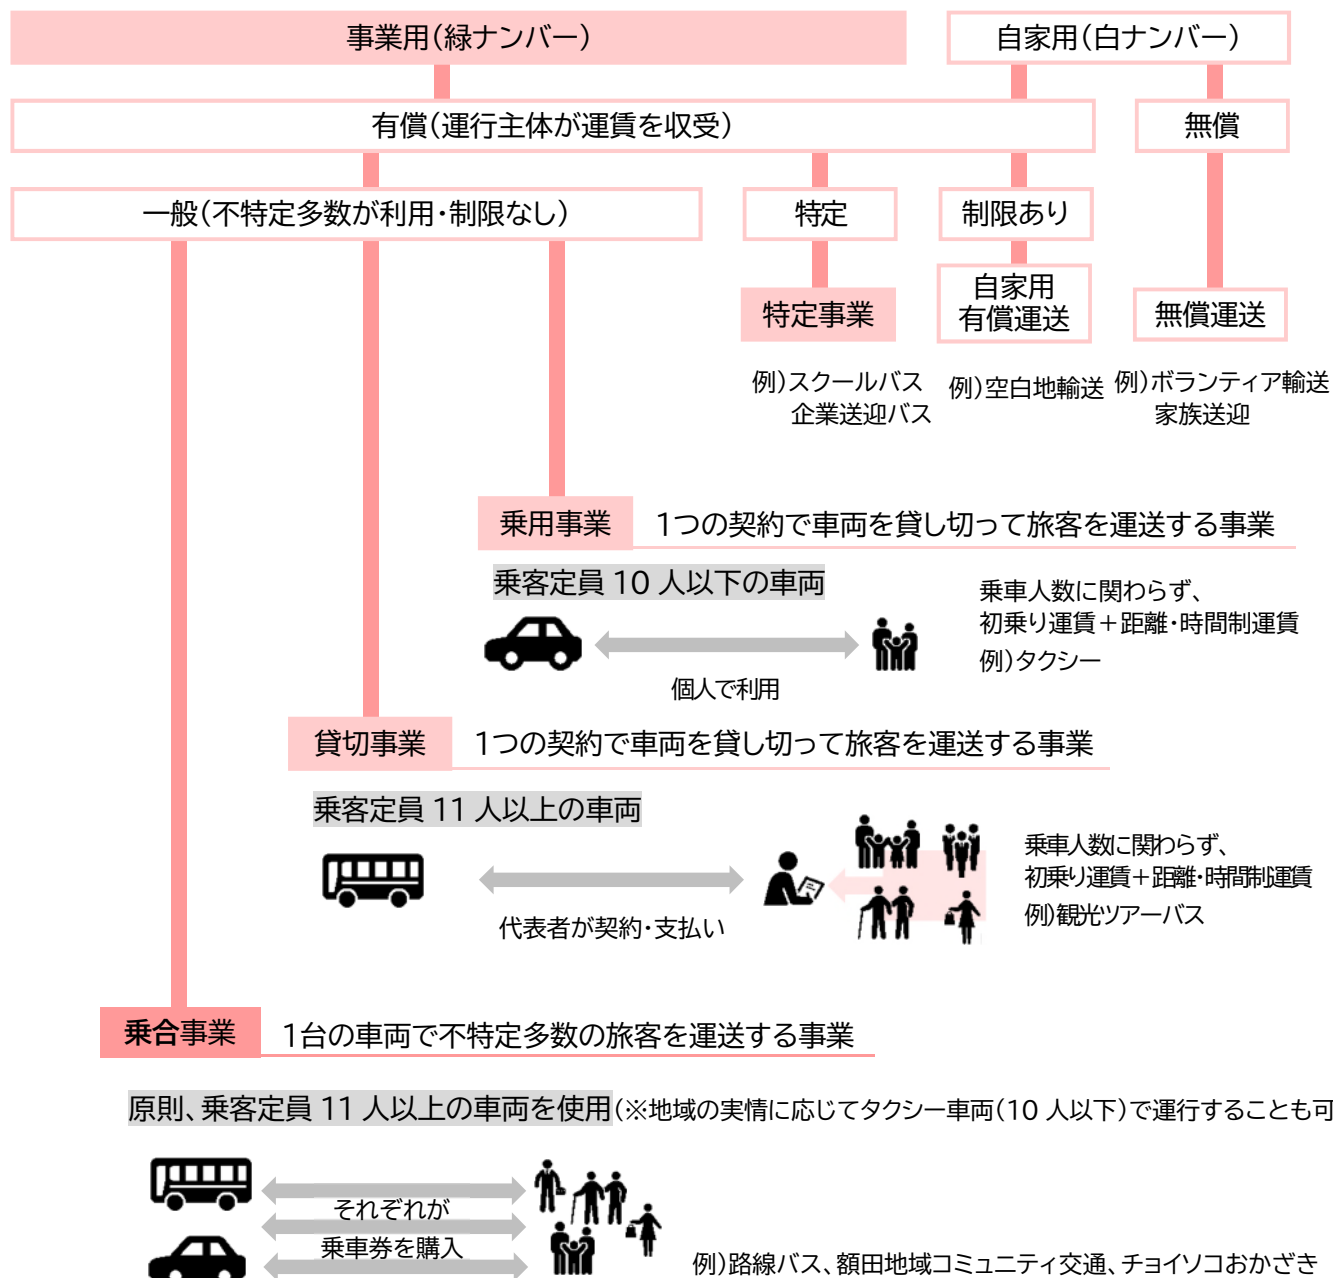 事業用(緑ナンバー)
自家用(白ナンバー)
有償(運行主体が運賃を収受)
無償
一般(不特定多数が利用・制限なし)
特定
制限あり
特定事業
自家用
有償運送
無償運送
例)スクールバス
企業送迎バス
例)空白地輸送
例)ボランティア輸送
家族送迎
乗用事業
1つの契約で車両を貸し切って旅客を運送する事業
乗客定員 10 人以下の車両
個人で利用
乗車人数に関わらず、
初乗り運賃+距離・時間制運賃
例)タクシー
貸切事業
1つの契約で車両を貸し切って旅客を運送する事業
乗客定員 11 人以上の車両
代表者が契約・支払い
乗車人数に関わらず、
初乗り運賃+距離・時間制運賃
例)観光ツアーバス
乗合事業
1台の車両で不特定多数の旅客を運送する事業
原則、乗客定員 11 人以上の車両を使用(※地域の実情に応じてタクシー車両(10 人以下)で運行することも可
それぞれが
乗車券を購入
例)路線バス、額田地域コミュニティ交通、チョイソコおかざき